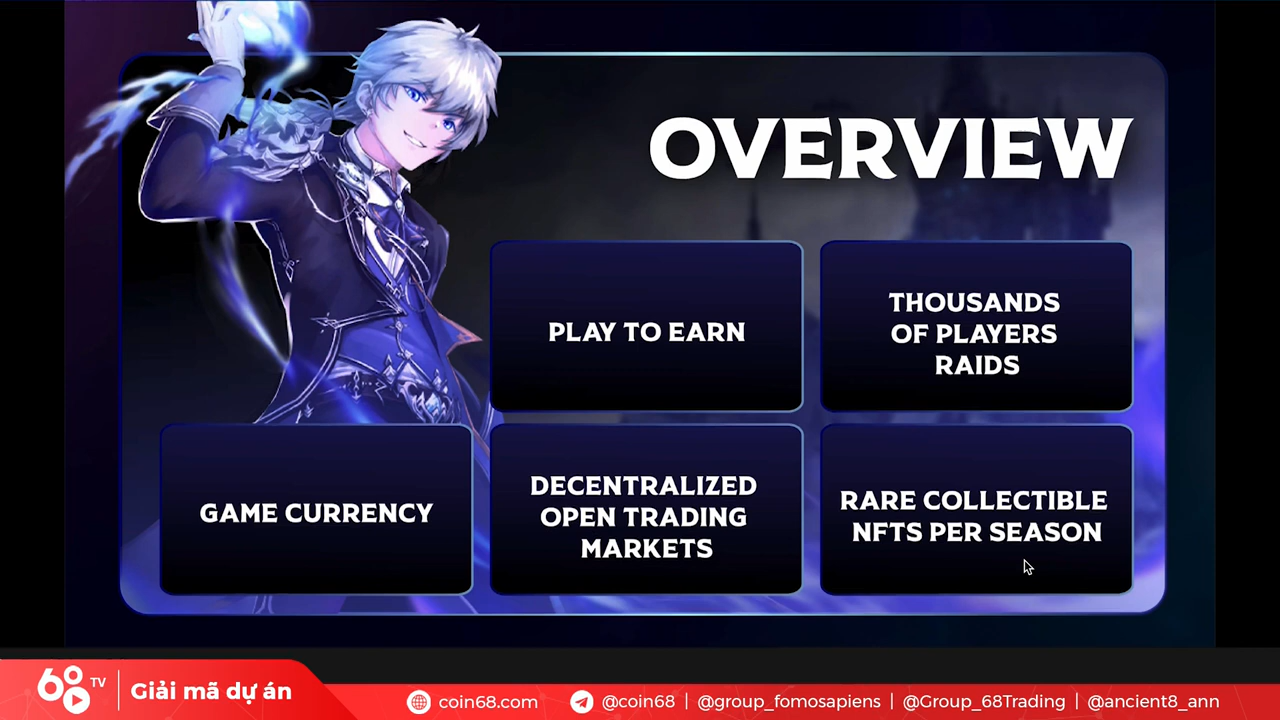 OVERVIEW
PLAY TO EARN
THOUSANDS
OF PLAYERS
RAIDS
GAME CURRENCY
DECENTRALIZED
OPEN TRADING
MARKETS
RARE COLLECTIBLE
NFTS PER SEASON
68 TV
Giải mã dự án
coin68.com
@coin68 | @group_fomosapiens | @Group_68Trading | @ancient8_ann